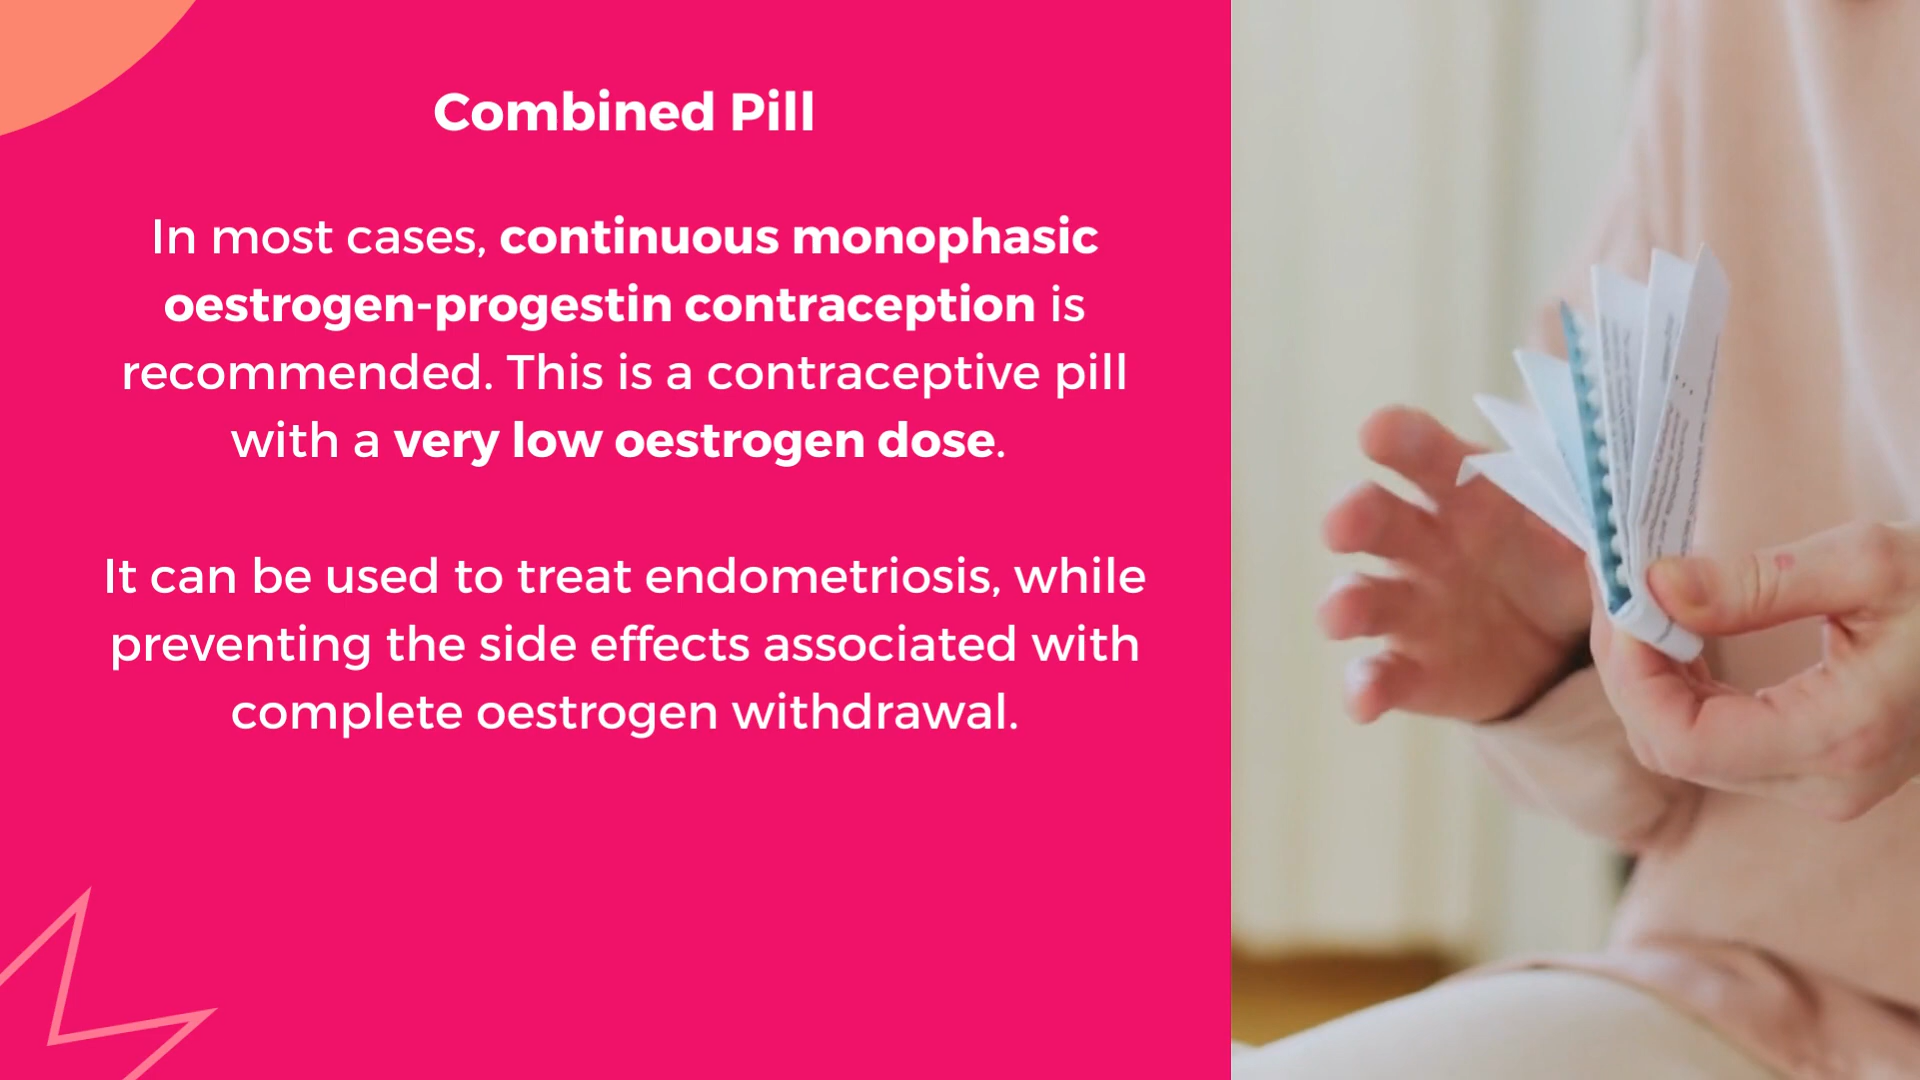 Combined Pill
In most cases, continuous monophasic
oestrogen-progestin contraception is
recommended. This is a contraceptive pill
with a very low oestrogen dose.
It can be used to treat endometriosis, while
preventing the side effects associated with
complete oestrogen withdrawal.